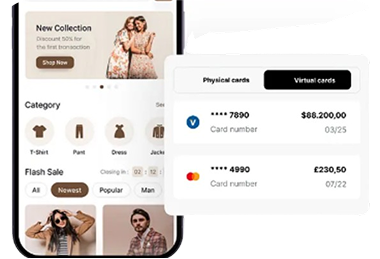 New Collection
Discount 50% for
the first transaction
Shop Now
Category
See
T-Shirt
Pant
Dress
Jacke
Flash Sale
Closing in :
02 : 12 :
All
Newest
Popular
Man
Physical cards
Virtual cards
V
**** 7890
$86.200,00
Card number
03/25
**** 4990
£230,50
Card number
07/22